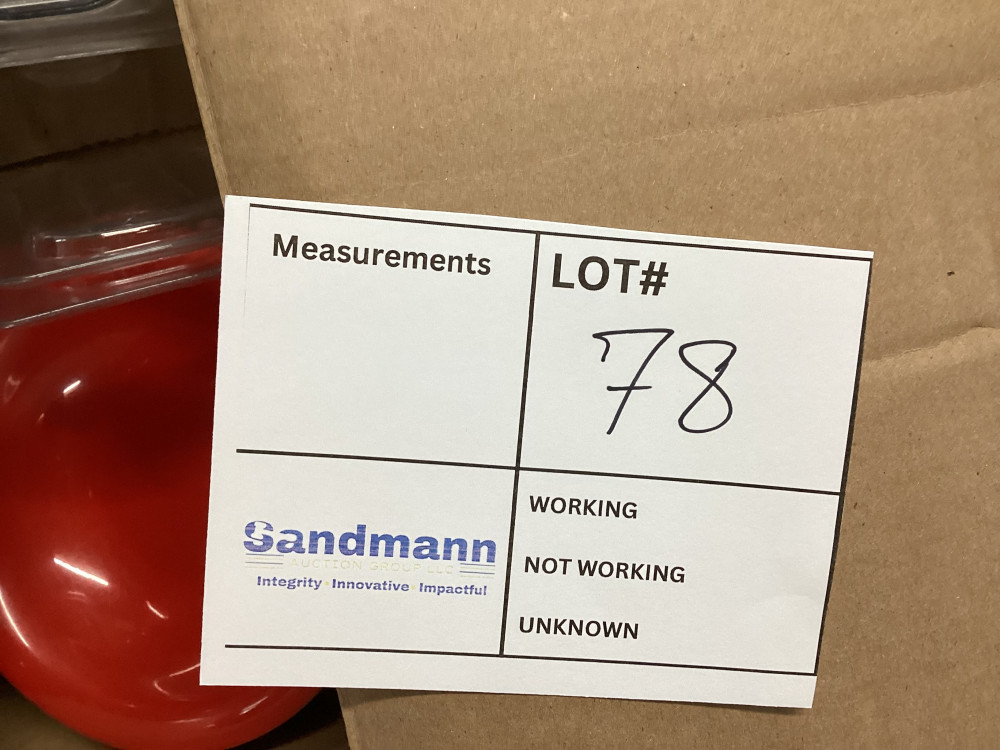 Measurements
LOT#
78
Sandmann
AUCTION GROUP LLC
Integrity Innovative Impactful
WORKING
NOT WORKING
UNKNOWN